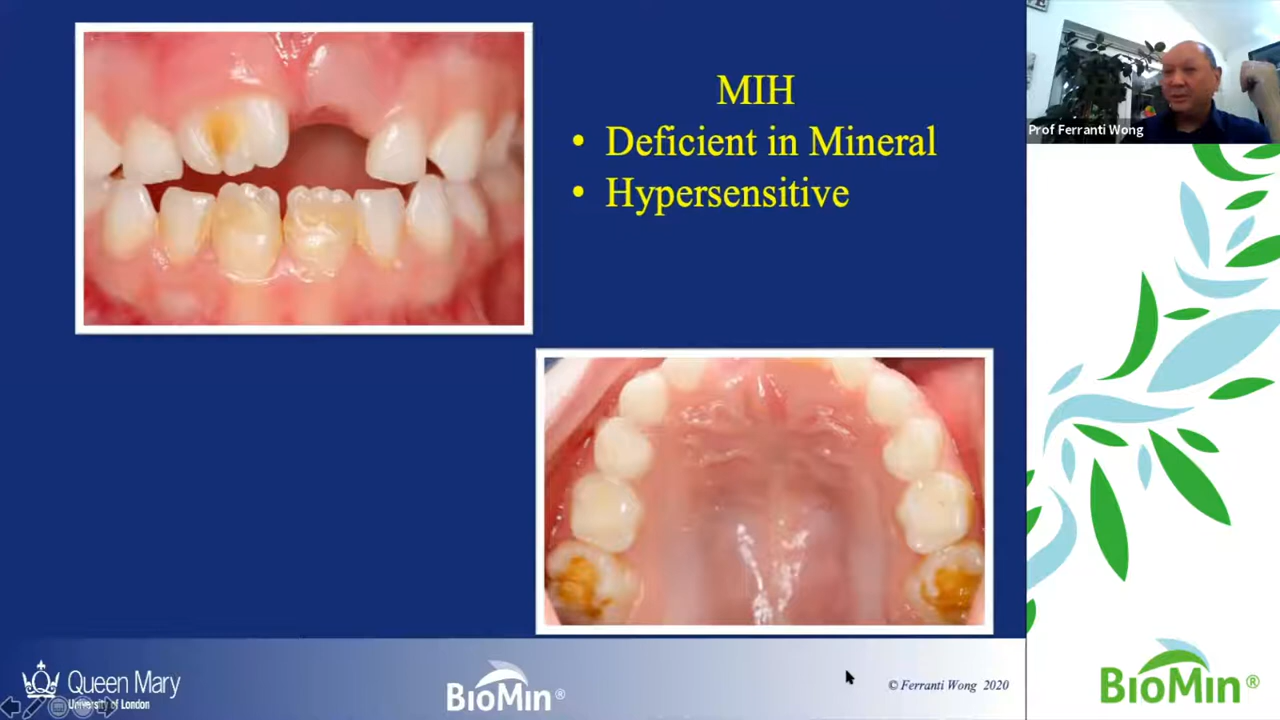 MIH
• Deficient in Mineral
• Hypersensitive
Prof Ferranti Wong
Queen Mary
University of London
BioMin®
© Ferranti Wong 2020
BioMin®